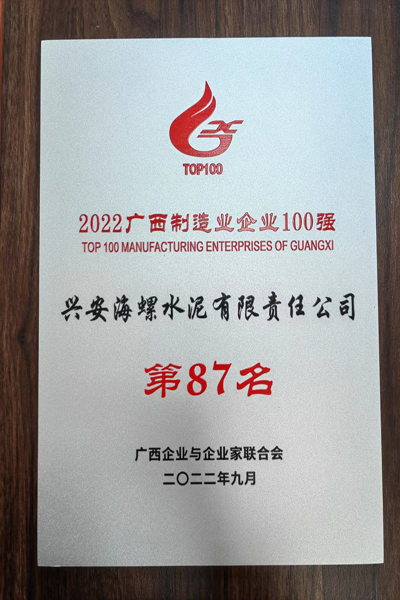 TOP100
2022广西制造业企业100强
TOP 100 MANUFACTURING ENTERPRISES OF GUANGXI
兴安海螺水泥有限责任公司
第87名
广西企业与企业家联合会
二〇二二年九月